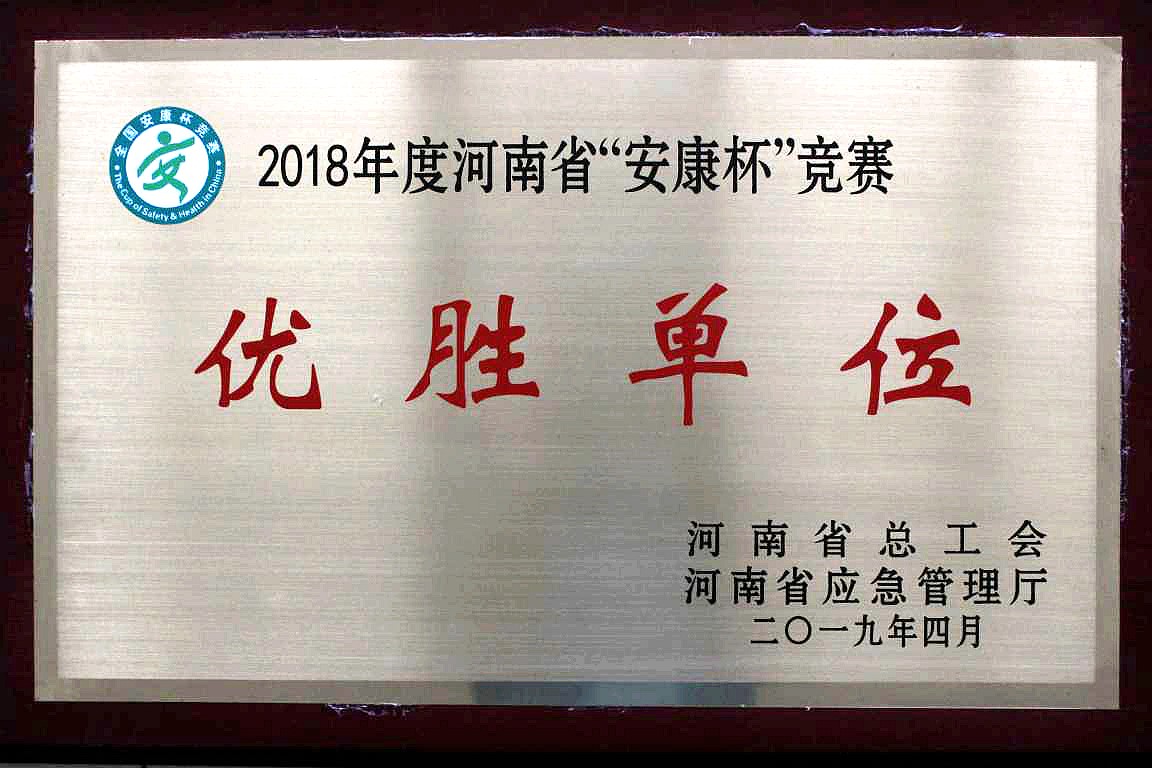 全国安康杯竞赛
The Cup of Safety & Health in China
安
2018年度河南省“安康杯”竞赛
优胜单位
河南省总工会
河南省应急管理厅
二〇一九年四月